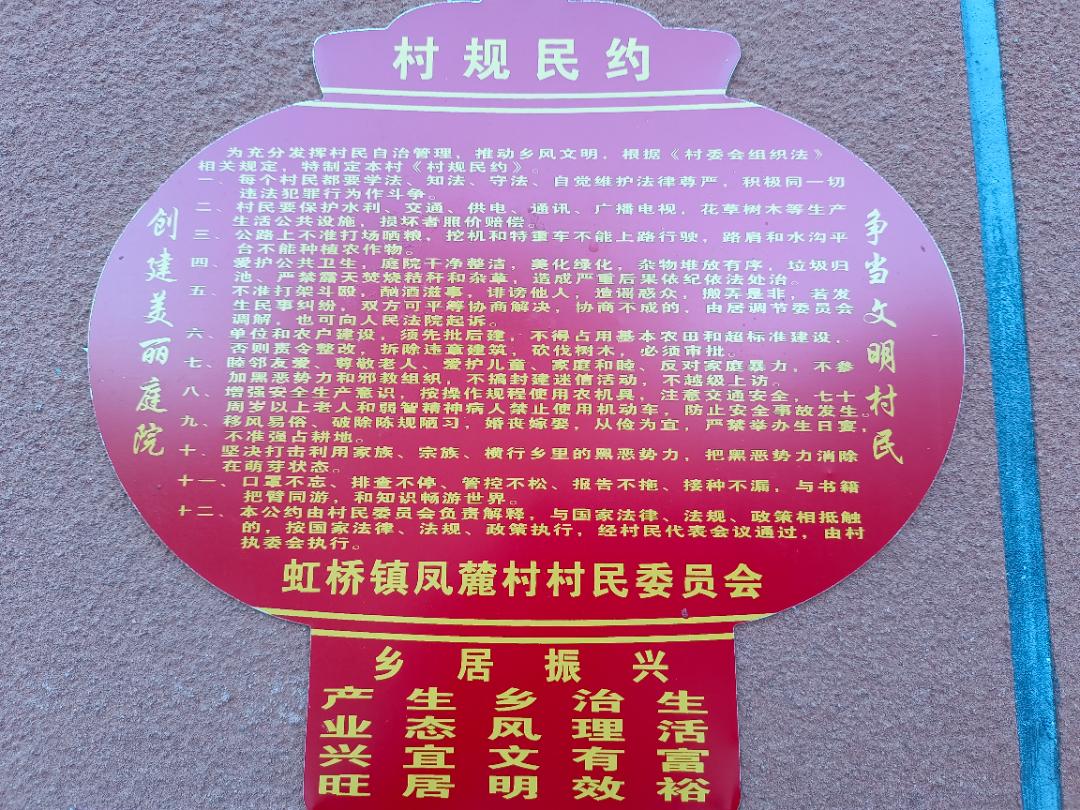 村规民约
为充分发挥村民自治管理，推动乡风文明，根据《村委会组织法》
相关规定，特制定本村《村规民约》。
一、每个村民都要学法、知法、守法、自觉维护法律尊严，积极同一切
违法犯罪行为作斗争。
二、村民要保护水利、交通、供电、通讯、广播电视，花草树木等生产
生活公共设施，损坏者照价赔偿。
三、公路上不准打场晒粮，挖机和特重车不能上路行驶，路肩和水沟平
台不能种植农作物。
四、爱护公共卫生，庭院干净整洁，美化绿化，杂物堆放有序，垃圾归
池、严禁露天焚烧秸秆和杂草，造成严重后果依纪依法处治。
五、不准打架斗殴，酗酒滋事，诽谤他人，造谣惑众，搬弄是非，若发
生民事纠纷，双方可平等协商解决，协商不成的，由居调节委员会
调解，也可向人民法院起诉。
六、单位和农户建设，须先批后建，不得占用基本农田和超标准建设，
否则责令整改，拆除违章建筑，砍伐树木，必须审批。
七、睦邻友爱、尊敬老人、爱护儿童、家庭和睦、反对家庭暴力，不参
加黑恶势力和邪教组织，不搞封建迷信活动，不越级上访。
八、增强安全生产意识，按操作规程使用农机具，注意交通安全，七十
周岁以上老人和弱智精神病人禁止使用机动车，防止安全事故发生。
九、移风易俗、破除陈规陋习，婚丧嫁娶，从俭为宜，严禁举办生日宴，
不准强占耕地。
十、坚决打击利用家族、宗族、横行乡里的黑恶势力，把黑恶势力消除
在萌芽状态。
十一、口罩不忘、排查不停、管控不松、报告不拖、接种不漏，与书籍
把臂同游，和知识畅游世界。
十二、本公约由村民委员会负责解释，与国家法律、法规、政策相抵触
的，按国家法律、法规、政策执行，经村民代表会议通过，由村
执委会执行。
创建美丽庭院
争当文明村民
虹桥镇凤麓村村民委员会
乡居振兴
产生乡治生
业态风理活
兴宜文有富
旺居明效裕